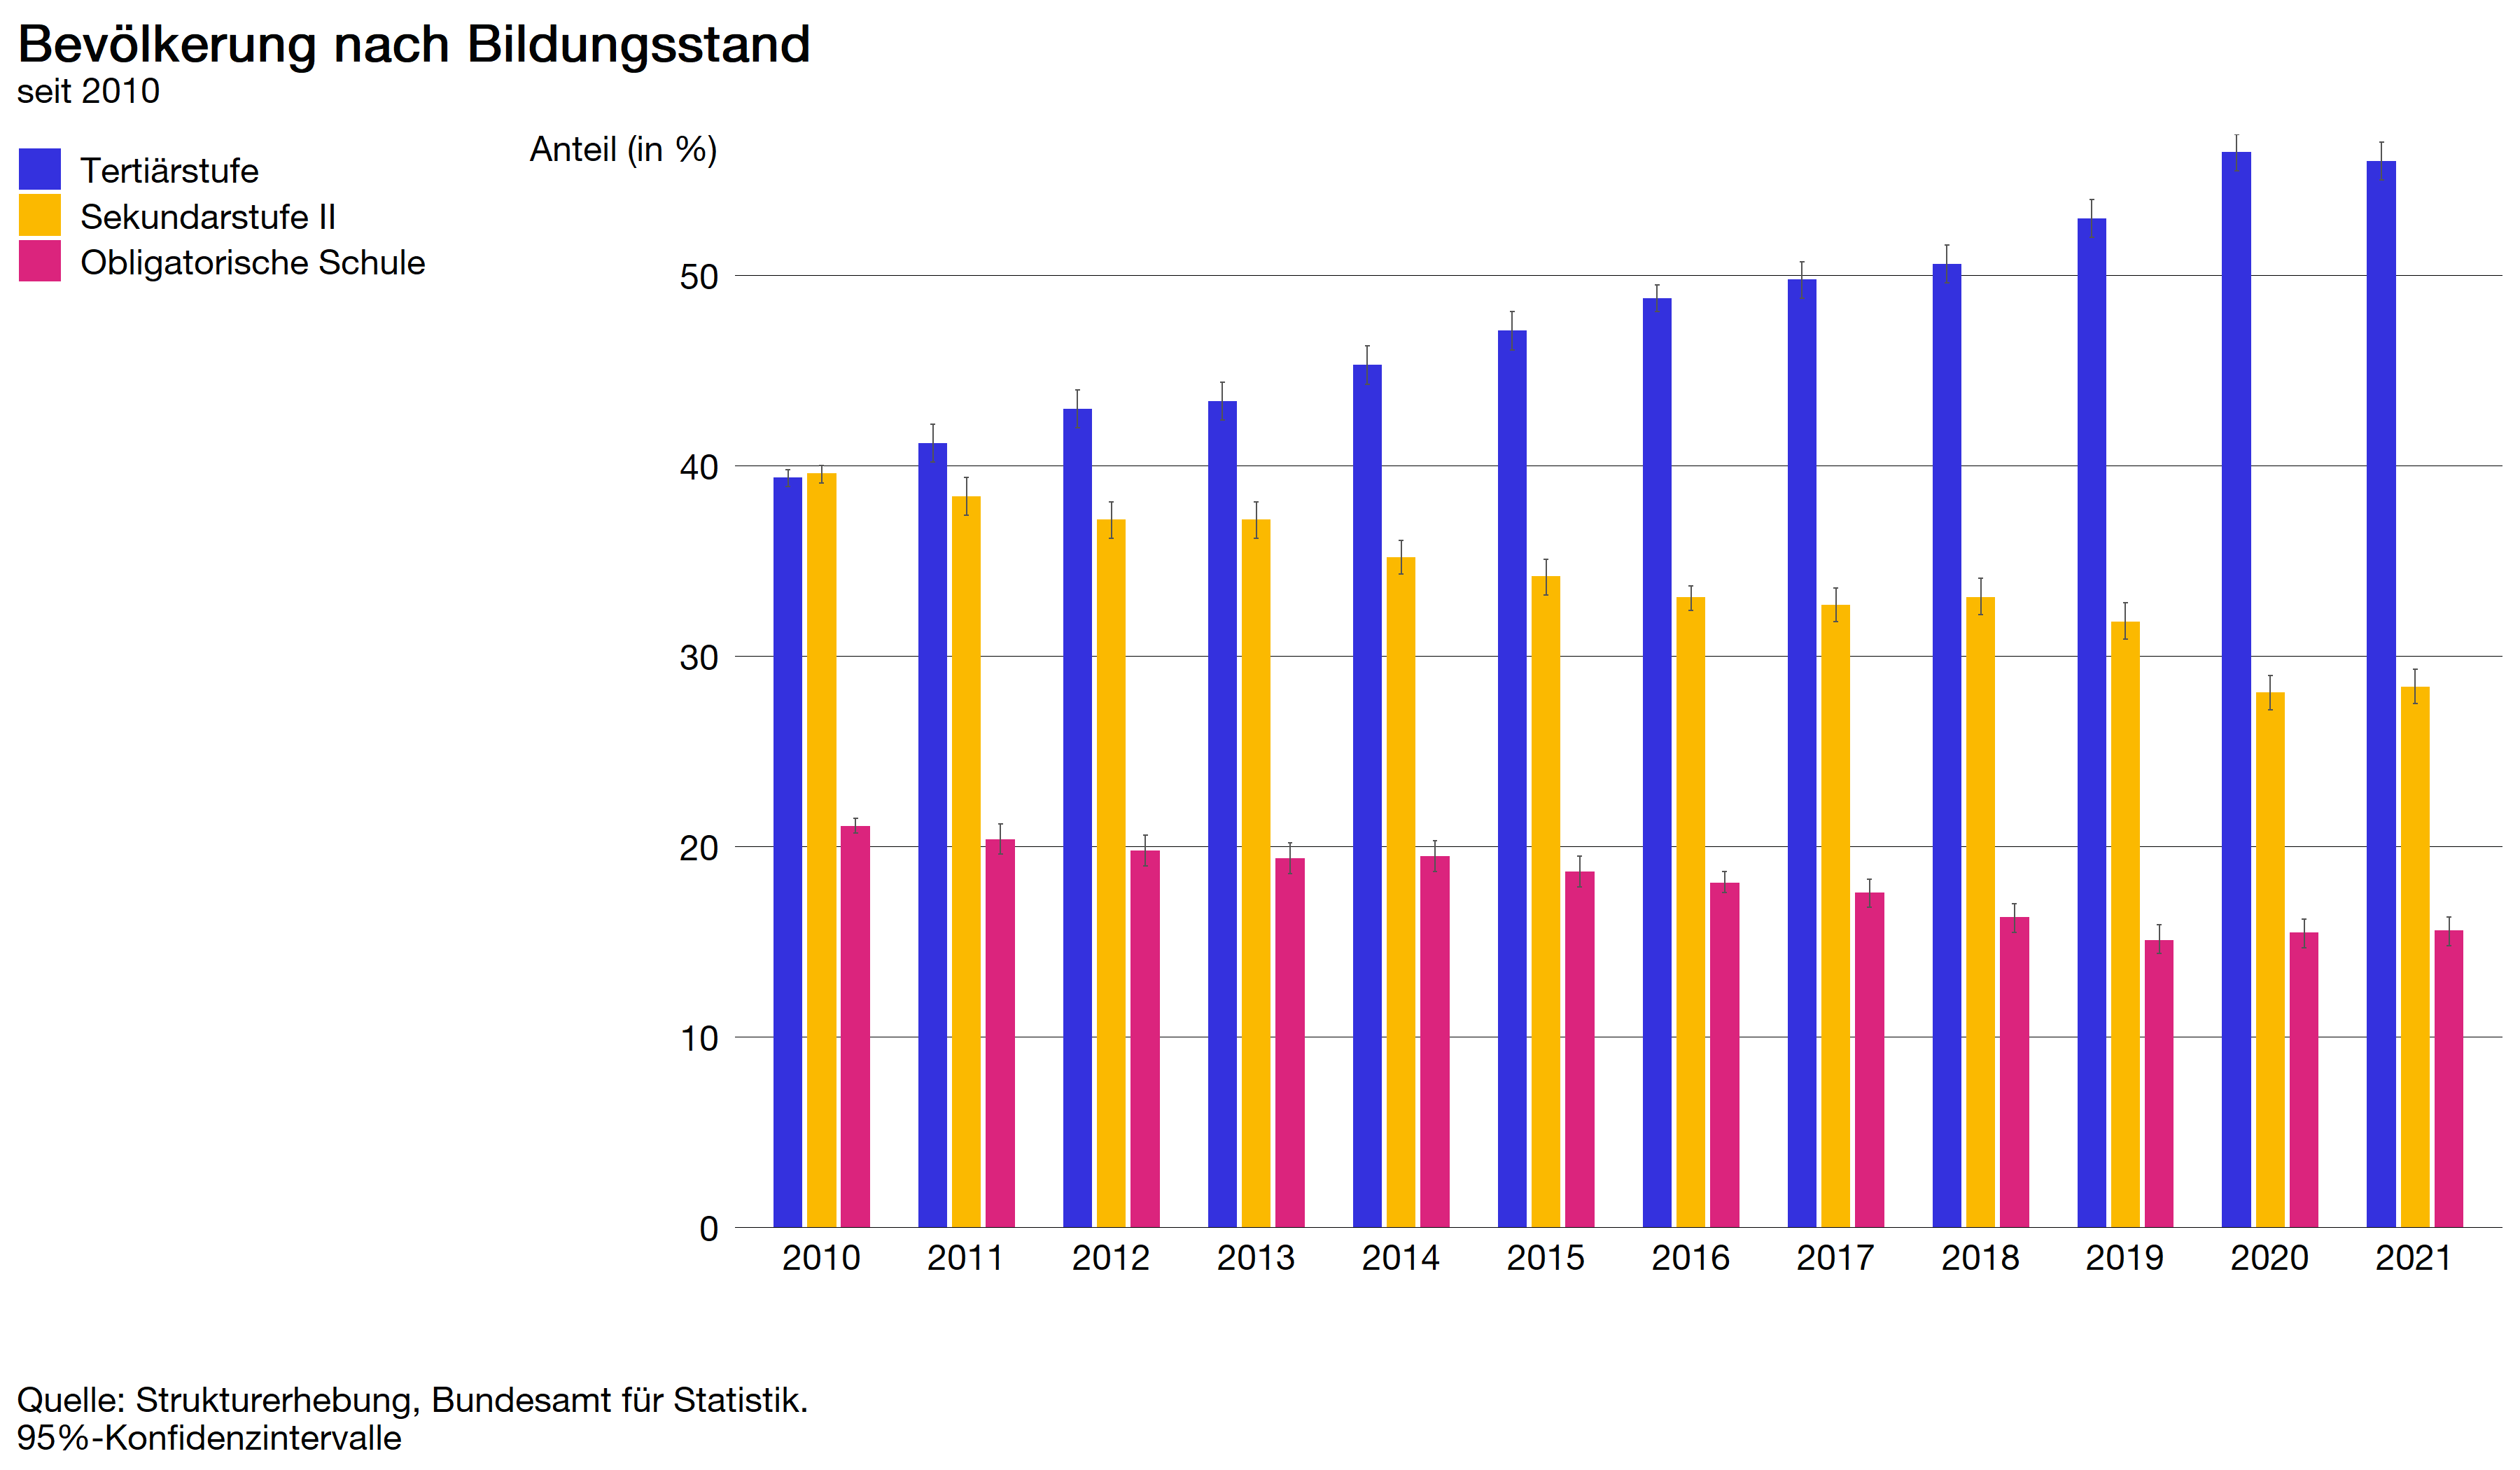 Bevölkerung nach Bildungsstand
seit 2010
Tertiärstufe
Sekundarstufe II
Obligatorische Schule
Anteil (in %)
50
40
30
20
10
0
2010 2011 2012 2013 2014 2015 2016 2017 2018 2019 2020 2021
Quelle: Strukturerhebung, Bundesamt für Statistik.
95%-Konfidenzintervalle